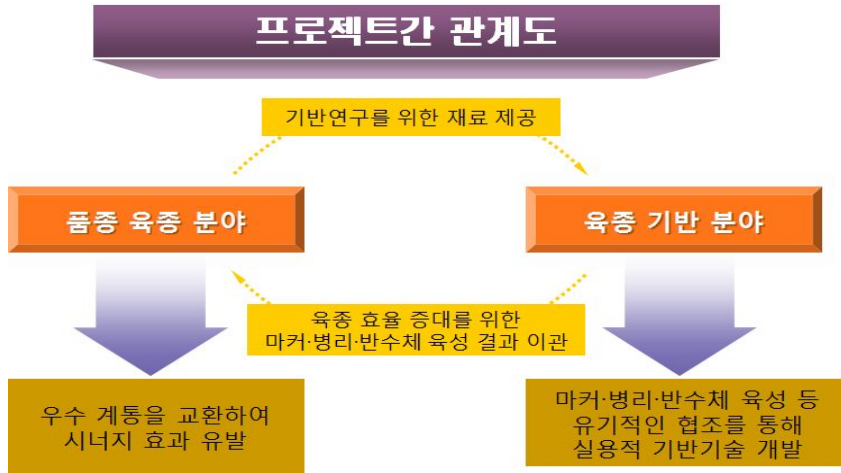 프로젝트간 관계도
기반연구를 위한 재료 제공
품종 육종 분야
육종 기반 분야
육종 효율 증대를 위한
마커·병리·반수체 육성 결과 이관
우수 계통을 교환하여
시너지 효과 유발
마커·병리·반수체 육성 등
유기적인 협조를 통해
실용적 기반기술 개발